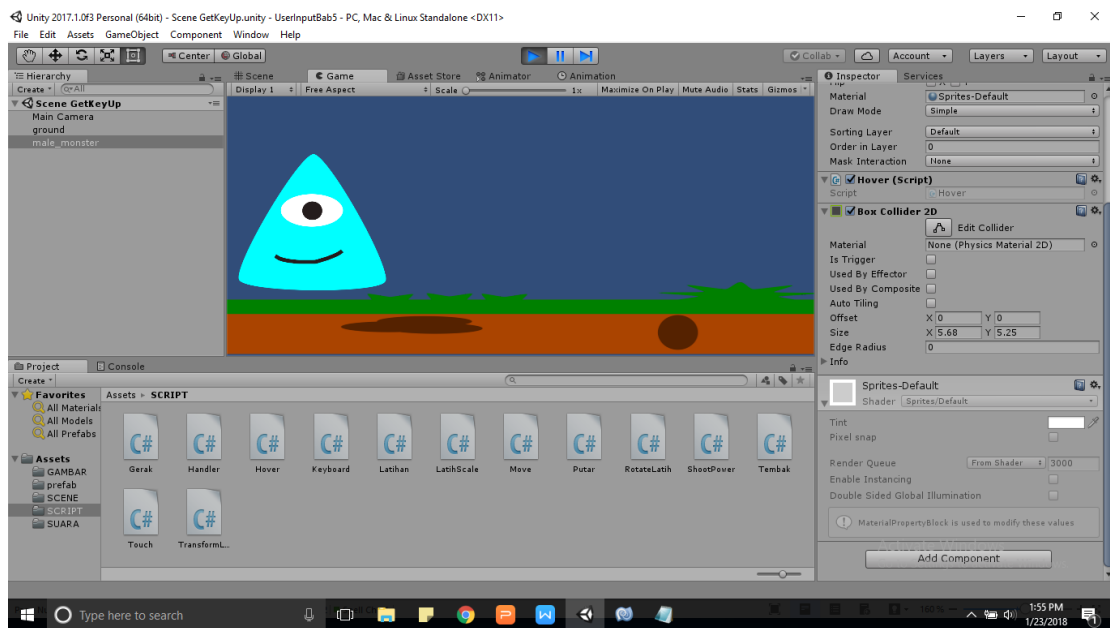 Unity 2017.1.0f3 Personal (64bit) - Scene GetKeyUp.unity - UserInputBab5 - PC, Mac & Linux Standalone <DX11>
File Edit Assets GameObject Component Window Help
Center Global Collab Account Layers Layout
Hierarchy
Create All
Scene GetKeyUp
Main Camera
ground
male_monster
Scene Game Asset Store Animator Animation
Display 1 Free Aspect Scale 1x Maximize On Play Mute Audio Stats Gizmos
Inspector Services
Material Sprites-Default
Draw Mode Simple
Sorting Layer Default
Order in Layer 0
Mask Interaction None
Hover (Script)
Script Hover
Box Collider 2D
Edit Collider
Material None (Physics Material 2D)
Is Trigger
Used By Effector
Used By Composite
Auto Tiling
Offset X 0 Y 0
Size X 5.68 Y 5.25
Edge Radius 0
Info
Sprites-Default
Shader Sprites/Default
Tint
Pixel snap
Render Queue From Shader 3000
Enable Instancing
Double Sided Global Illumination
MaterialPropertyBlock is used to modify these values
Activate Windows
Add Component
Project Console
Create
Favorites
All Materials
All Models
All Prefabs
Assets
GAMBAR
prefab
SCENE
SCRIPT
SUARA
Assets SCRIPT
C# C# C# C# C# C# C# C# C# C# C#
Gerak Handler Hover Keyboard Latihan LatihScale Move Putar RotateLatih ShootPower Tembak
C# C#
Touch TransformL...
Type here to search
160%
1:55 PM
1/23/2018
1